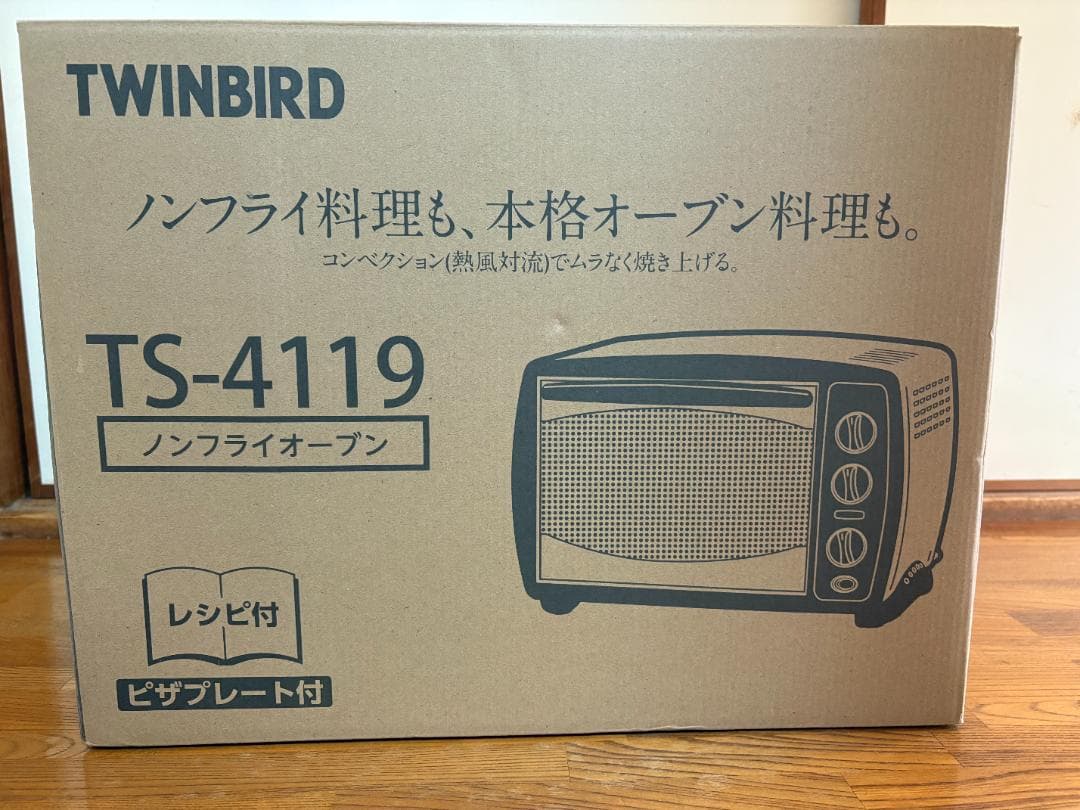 TWINBIRD
ノンフライ料理も、本格オーブン料理も。
コンベクション(熱風対流)でムラなく焼き上げる。
TS-4119
ノンフライオーブン
レシピ付
ピザプレート付